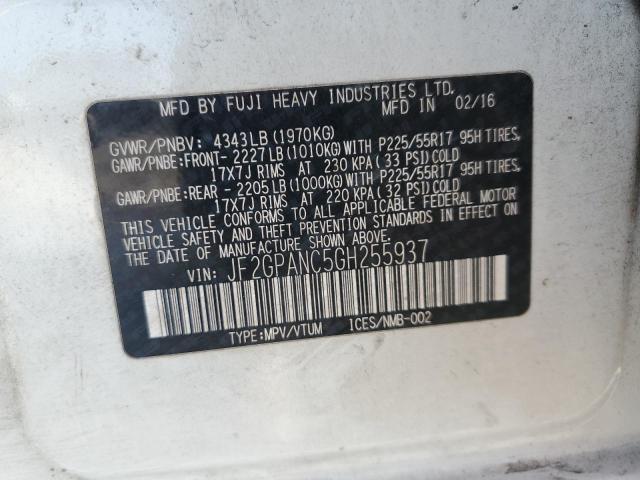 MFD BY FUJI HEAVY INDUSTRIES LTD.
MFD IN 02/16
GVWR/PNBV: 4343LB(1970KG)
GAWR/PNBE:FRONT- 2227LB(1010KG)WITH P225/55R17 95H TIRES,
17X7J RIMS AT 230 KPA(33 PSI)COLD
GAWR/PNBE:REAR - 2205LB(1000KG)WITH P225/55R17 95H TIRES,
17X7J RIMS AT 220 KPA(32 PSI)COLD
THIS VEHICLE CONFORMS TO ALL APPLICABLE FEDERAL MOTOR
VEHICLE SAFETY AND THEFT PREVENTION STANDARDS IN EFFECT ON
THE DATE OF MANUFACTURE SHOWN ABOVE.
VIN: JF2GPANC5GH255937
TYPE:MPV/VTUM ICES/NMB-002